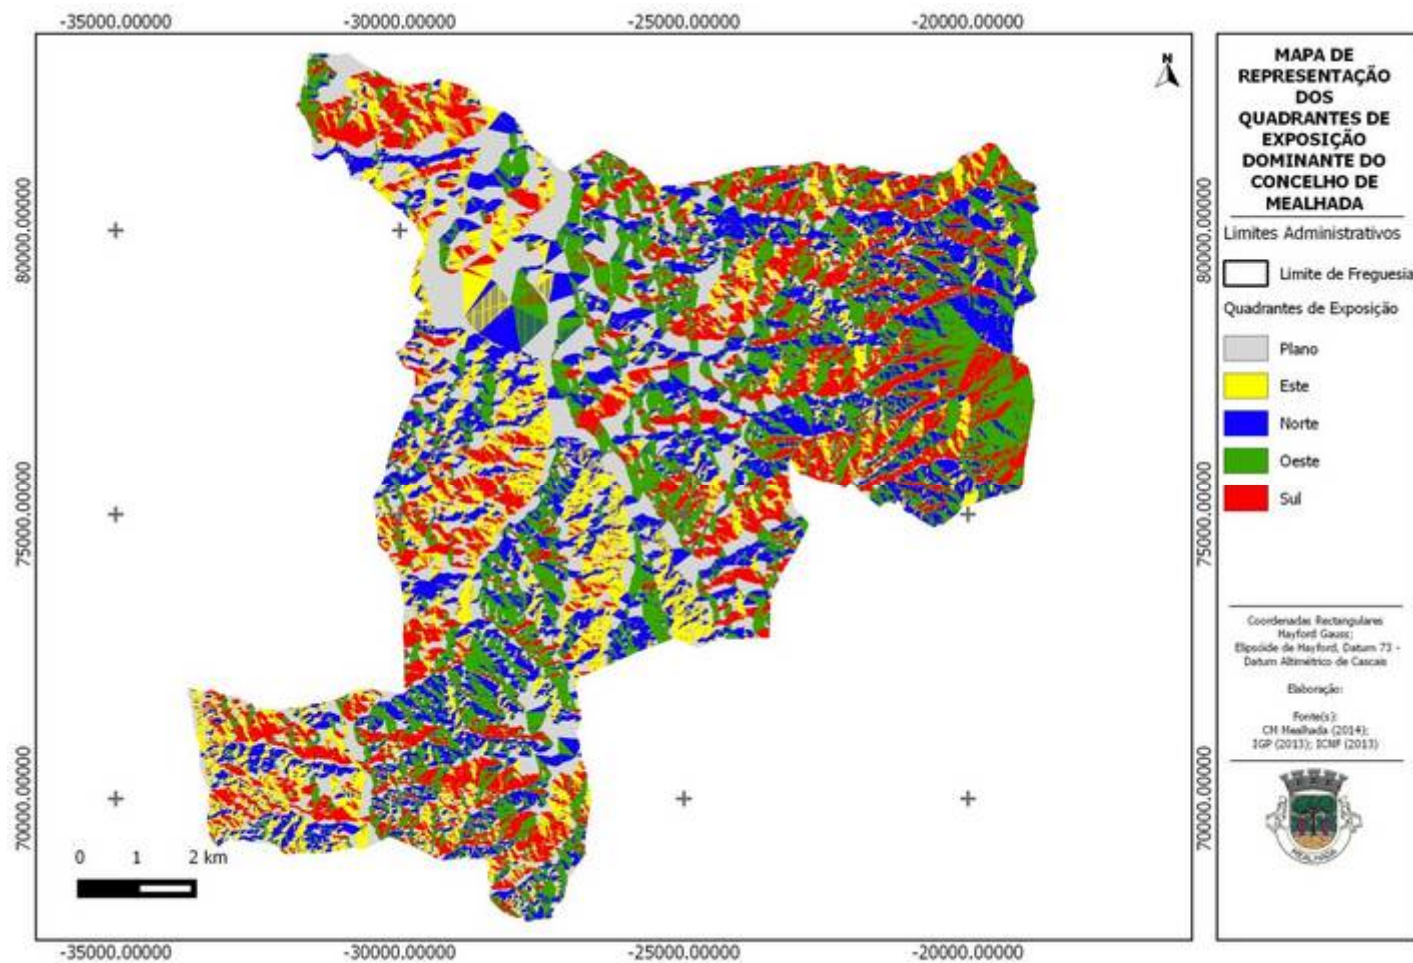 -35000.00000 -30000.00000 -25000.00000 -20000.00000
N
80000.00000
75000.00000
70000.00000
0 1 2 km
-35000.00000 -30000.00000 -25000.00000 -20000.00000
80000.00000
75000.00000
70000.00000
MAPA DE
REPRESENTAÇÃO
DOS
QUADRANTES DE
EXPOSIÇÃO
DOMINANTE DO
CONCELHO DE
MEALHADA
Limites Administrativos
Limite de Freguesia
Quadrantes de Exposição
Plano
Este
Norte
Oeste
Sul
Coordenadas Rectangulares
Hayford Gauss;
Elipsóide de Hayford, Datum 73 -
Datum Altimétrico de Cascais
Elaboração:
Fonte(s):
CM Mealhada (2014);
IGP (2013); ICNF (2013)
MEALHADA